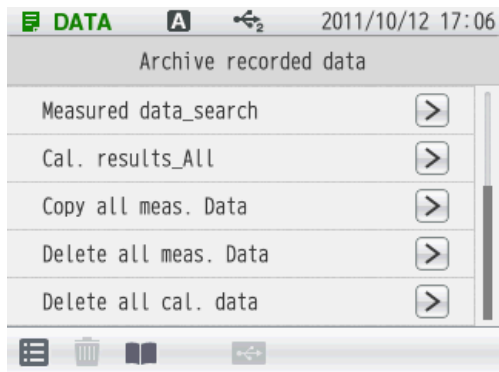 DATA A 2 2011/10/12 17:06
Archive recorded data
Measured data_search
Cal. results_All
Copy all meas. Data
Delete all meas. Data
Delete all cal. data